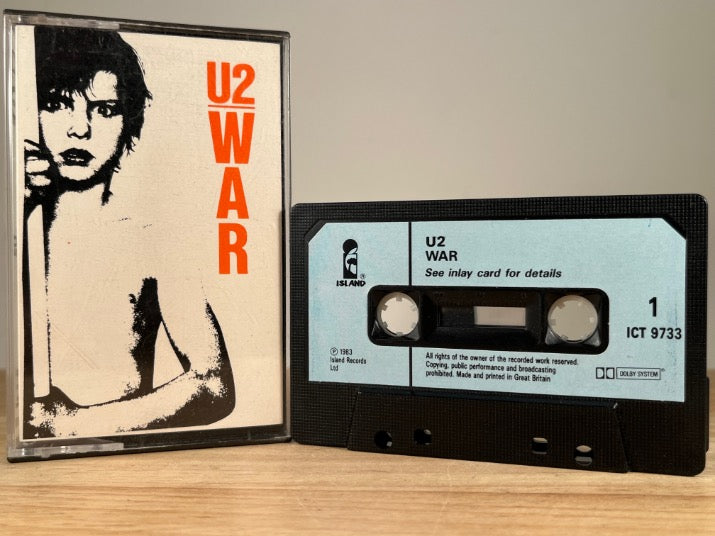 U2
WAR
U2
WAR
See inlay card for details
ISLAND
®
1
ICT 9733
℗ 1983
Island Records
Ltd
All rights of the owner of the recorded work reserved.
Copying, public performance and broadcasting
prohibited. Made and printed in Great Britain
DOLBY SYSTEM